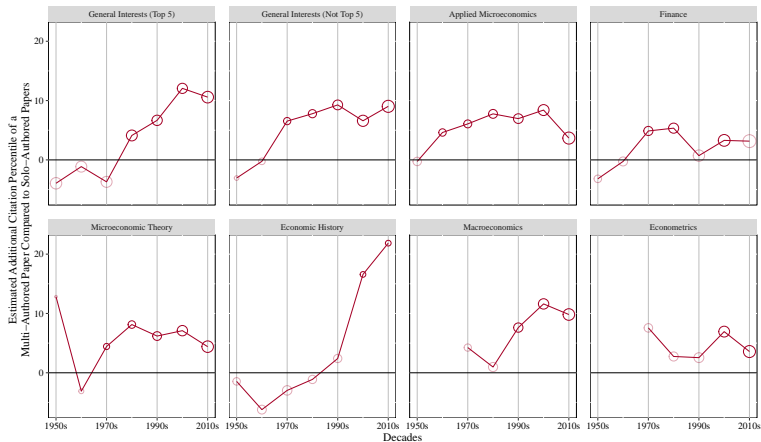 General Interests (Top 5)
General Interests (Not Top 5)
Applied Microeconomics
Finance
20
10
0
Microeconomic Theory
Economic History
Macroeconomics
Econometrics
20
10
0
1950s 1970s 1990s 2010s
1950s 1970s 1990s 2010s
1950s 1970s 1990s 2010s
1950s 1970s 1990s 2010s
Decades
Estimated Additional Citation Percentile of a
Multi−Authored Paper Compared to Solo−Authored Papers